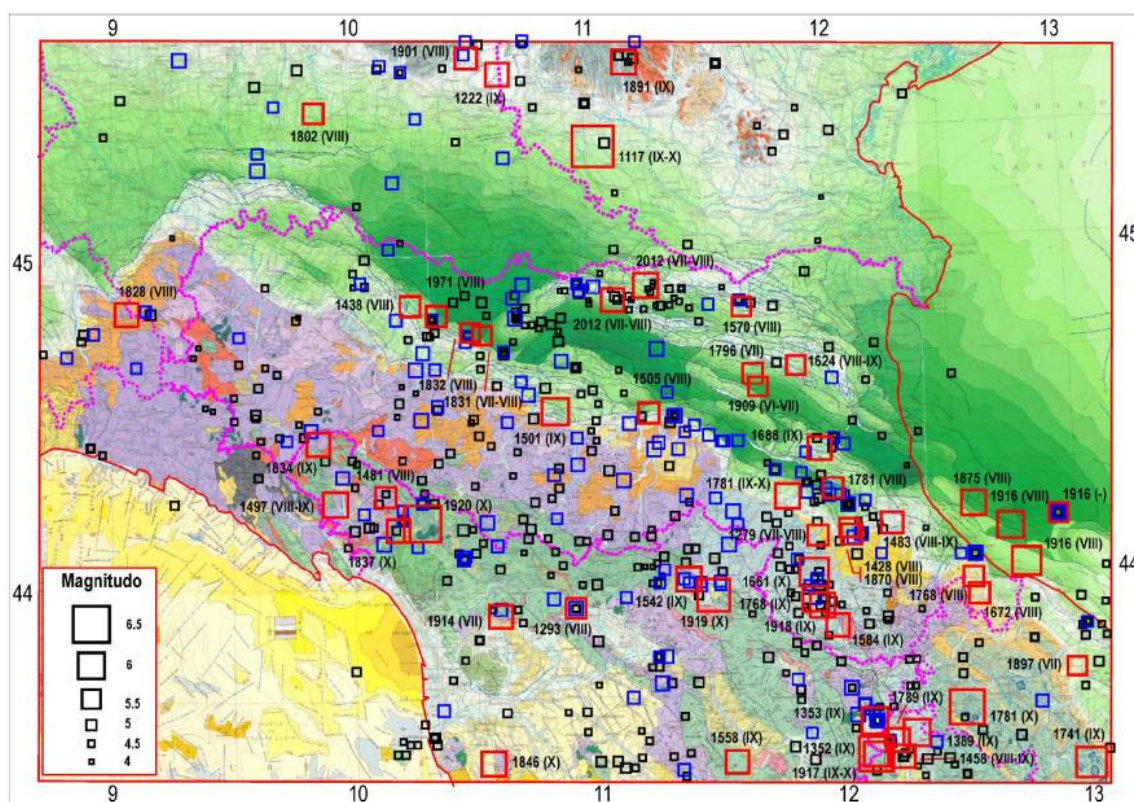 9 10 11 12 13
1901 (VIII)
1222 (IX)
1891 (IX)
1802 (VIII)
1117 (IX-X)
45
45
2012 (VII-VIII)
1971 (VIII)
1828 (VIII)
1438 (VIII)
2012 (VII-VIII)
1570 (VIII)
1796 (VII)
1624 (VIII-IX)
1832 (VIII)
1831 (VII-VIII)
1505 (VIII)
1909 (VI-VII)
1501 (IX)
1688 (IX)
1834 (IX)
1481 (VIII)
1781 (IX-X)
1781 (VIII)
1875 (VIII)
1916 (VIII)
1916 (-)
1497 (VIII-IX)
1920 (X)
1279 (VII-VIII)
1483 (VIII-IX)
1916 (VIII)
1837 (X)
1428 (VIII)
1870 (VIII)
1661 (X)
44
44
1542 (IX)
1768 (IX)
1768 (VIII)
1672 (VIII)
1919 (X)
1918 (IX)
1584 (IX)
1914 (VII)
1293 (VIII)
1897 (VII)
1789 (IX)
1353 (IX)
1781 (X)
1741 (IX)
1352 (IX)
1389 (IX)
1558 (IX)
1458 (VIII-IX)
1846 (X)
1917 (IX-X)
Magnitudo
6.5
6
5.5
5
4.5
4
9 10 11 12 13